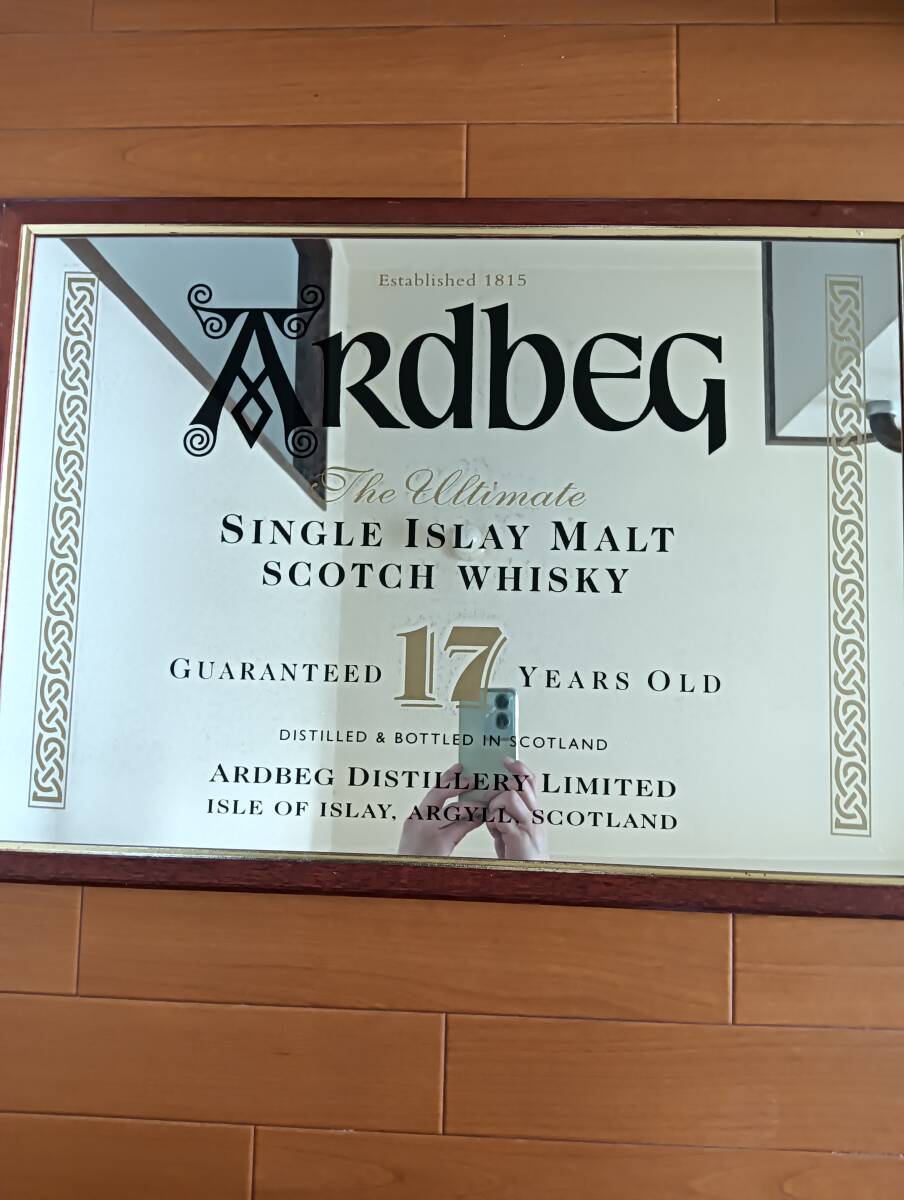 Established 1815
ARdbEG
The Ultimate
SINGLE ISLAY MALT
SCOTCH WHISKY
GUARANTEED 17 YEARS OLD
DISTILLED & BOTTLED IN SCOTLAND
ARDBEG DISTILLERY LIMITED
ISLE OF ISLAY, ARGYLL, SCOTLAND